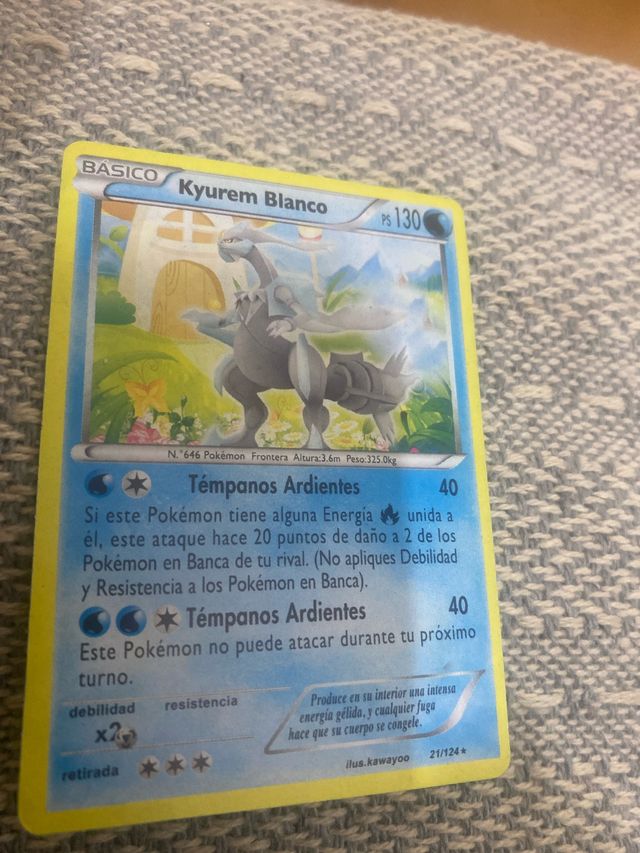 BÁSICO
Kyurem Blanco
PS 130
N.°646 Pokémon Frontera Altura:3.6m Peso:325.0kg
Témpanos Ardientes 40
Si este Pokémon tiene alguna Energía unida a
él, este ataque hace 20 puntos de daño a 2 de los
Pokémon en Banca de tu rival. (No apliques Debilidad
y Resistencia a los Pokémon en Banca).
Témpanos Ardientes 40
Este Pokémon no puede atacar durante tu próximo
turno.
debilidad resistencia
x2
Produce en su interior una intensa
energía gélida, y cualquier fuga
hace que su cuerpo se congele.
retirada
ilus.kawayoo
21/124★